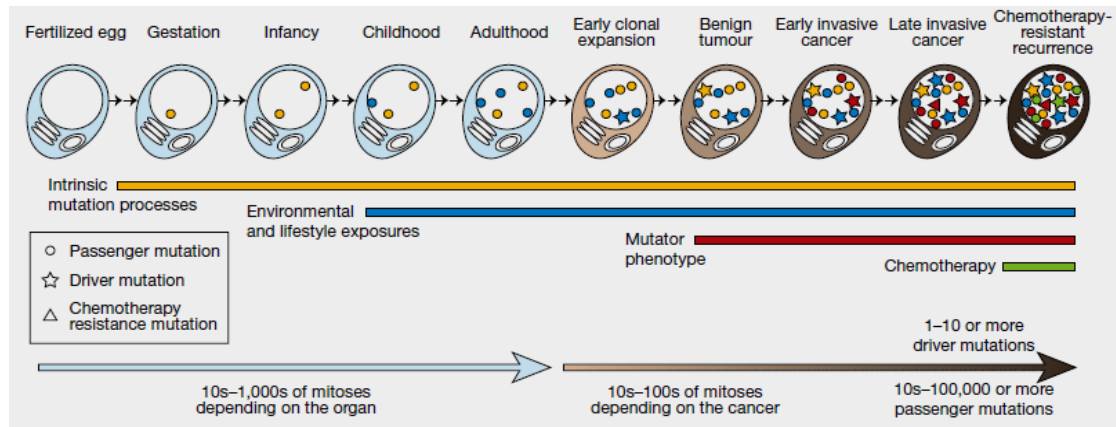 Fertilized egg
Gestation
Infancy
Childhood
Adulthood
Early clonal
expansion
Benign
tumour
Early invasive
cancer
Late invasive
cancer
Chemotherapy-
resistant
recurrence
Intrinsic
mutation processes
Environmental
and lifestyle exposures
Mutator
phenotype
Chemotherapy
Passenger mutation
Driver mutation
Chemotherapy
resistance mutation
1–10 or more
driver mutations
10s–1,000s of mitoses
depending on the organ
10s–100s of mitoses
depending on the cancer
10s–100,000 or more
passenger mutations